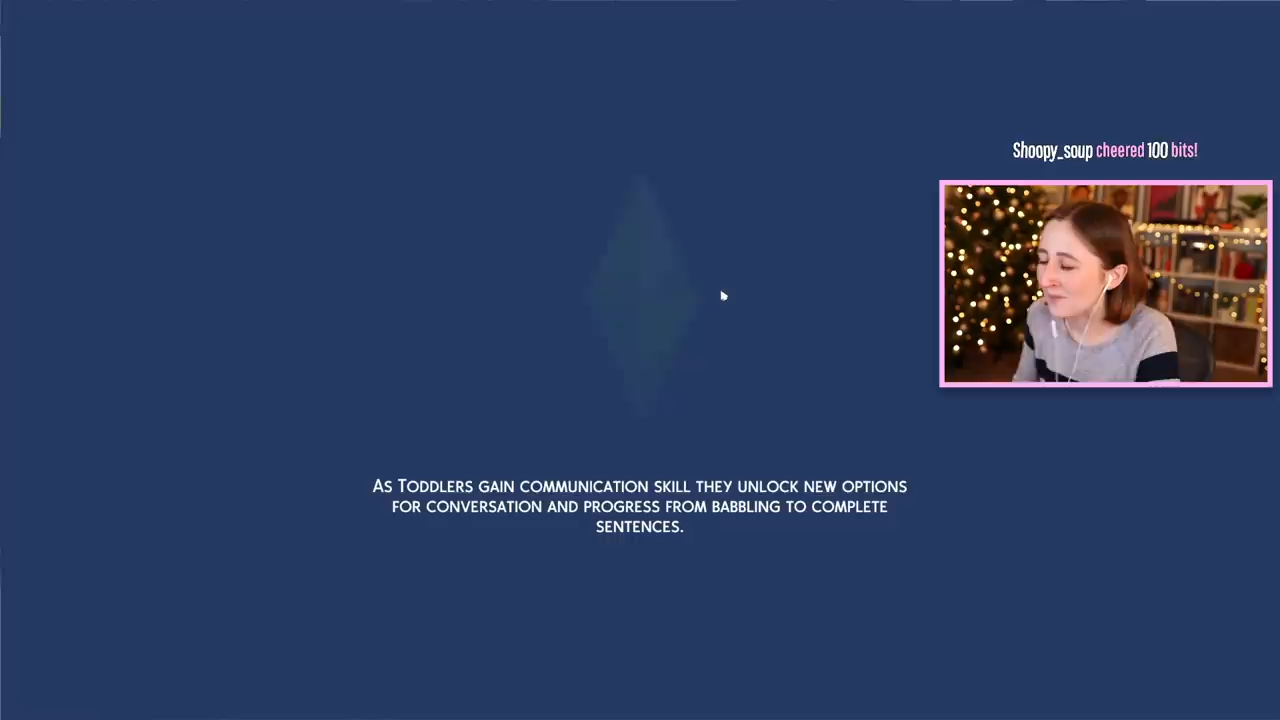 Shoopy_soup cheered 100 bits!
As Toddlers gain communication skill they unlock new options
for conversation and progress from babbling to complete
sentences.